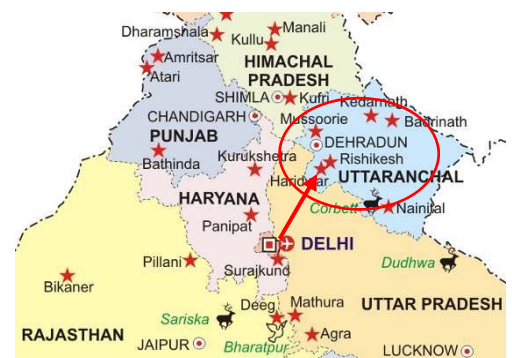 Manali
Dharamshala
Kullu
Amritsar
HIMACHAL
PRADESH
Atari
SHIMLA
Kufri
Kedarnath
CHANDIGARH
Mussoorie
Badrinath
PUNJAB
DEHRADUN
Bathinda
Kurukshetra
Rishikesh
Haridwar
UTTARANCHAL
HARYANA
Corbett
Nainital
Panipat
DELHI
Pillani
Surajkund
Dudhwa
Bikaner
Deeg
Mathura
UTTAR PRADESH
Sariska
RAJASTHAN
JAIPUR
Bharatpur
Agra
LUCKNOW